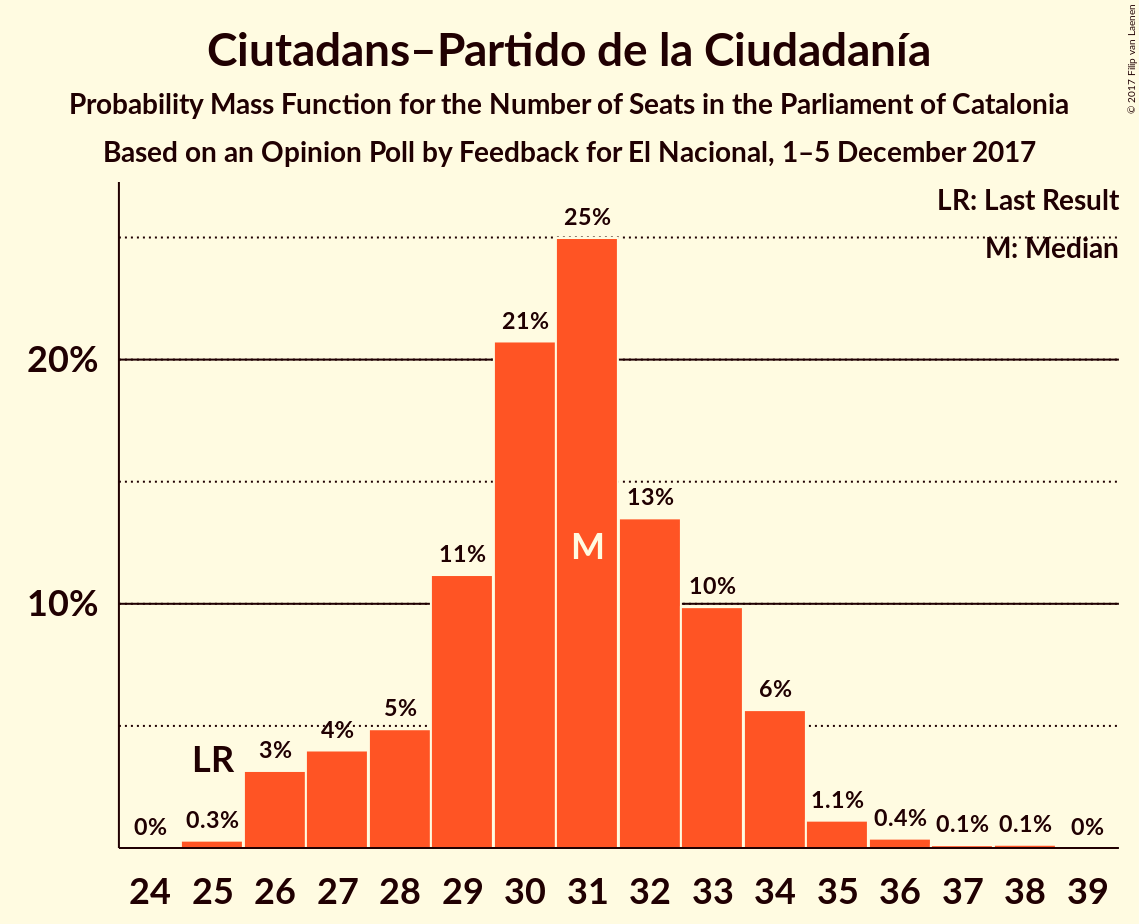 Ciutadans–Partido de la Ciudadanía
Probability Mass Function for the Number of Seats in the Parliament of Catalonia
Based on an Opinion Poll by Feedback for El Nacional, 1–5 December 2017
© 2017 Filip van Laenen
LR: Last Result
M: Median
25%
21%
20%
13%
M
11%
10%
10%
6%
5%
4%
3%
LR
1.1%
0%
0.3%
0.4%
0.1%
0.1%
0%
24 25 26 27 28 29 30 31 32 33 34 35 36 37 38 39